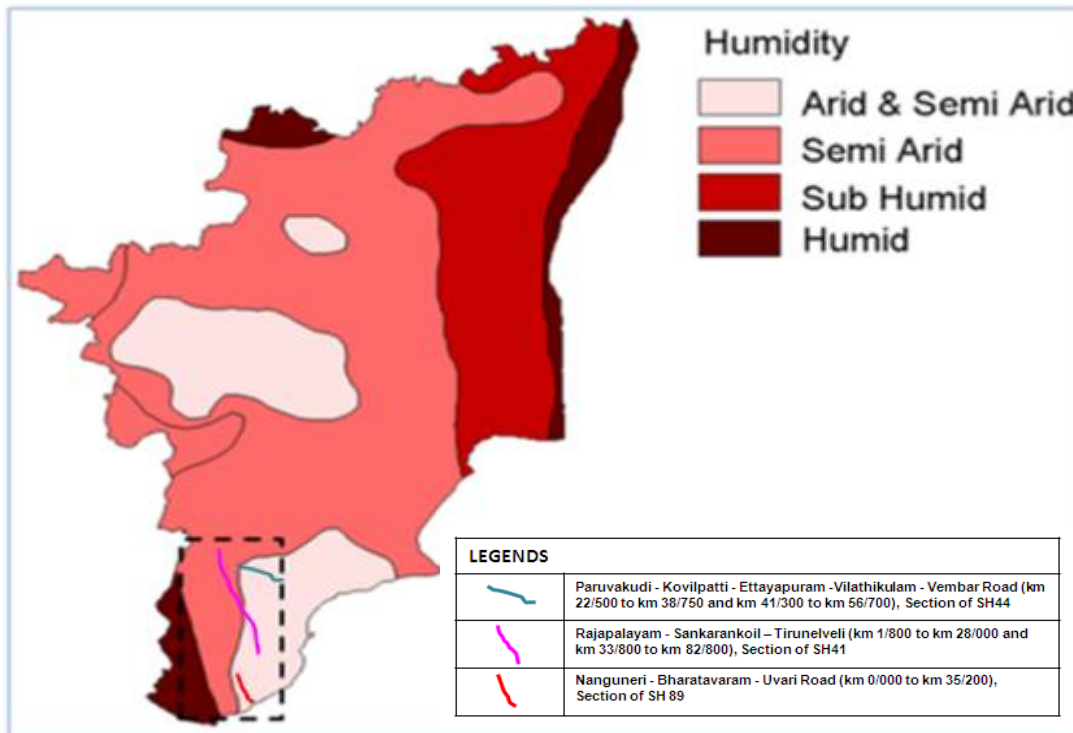 Humidity
Arid & Semi Arid
Semi Arid
Sub Humid
Humid
LEGENDS
Paruvakudi - Kovilpatti - Ettayapuram -Vilathikulam - Vembar Road (km
22/500 to km 38/750 and km 41/300 to km 56/700), Section of SH44
Rajapalayam - Sankarankoil – Tirunelveli (km 1/800 to km 28/000 and
km 33/800 to km 82/800), Section of SH41
Nanguneri - Bharatavaram - Uvari Road (km 0/000 to km 35/200),
Section of SH 89